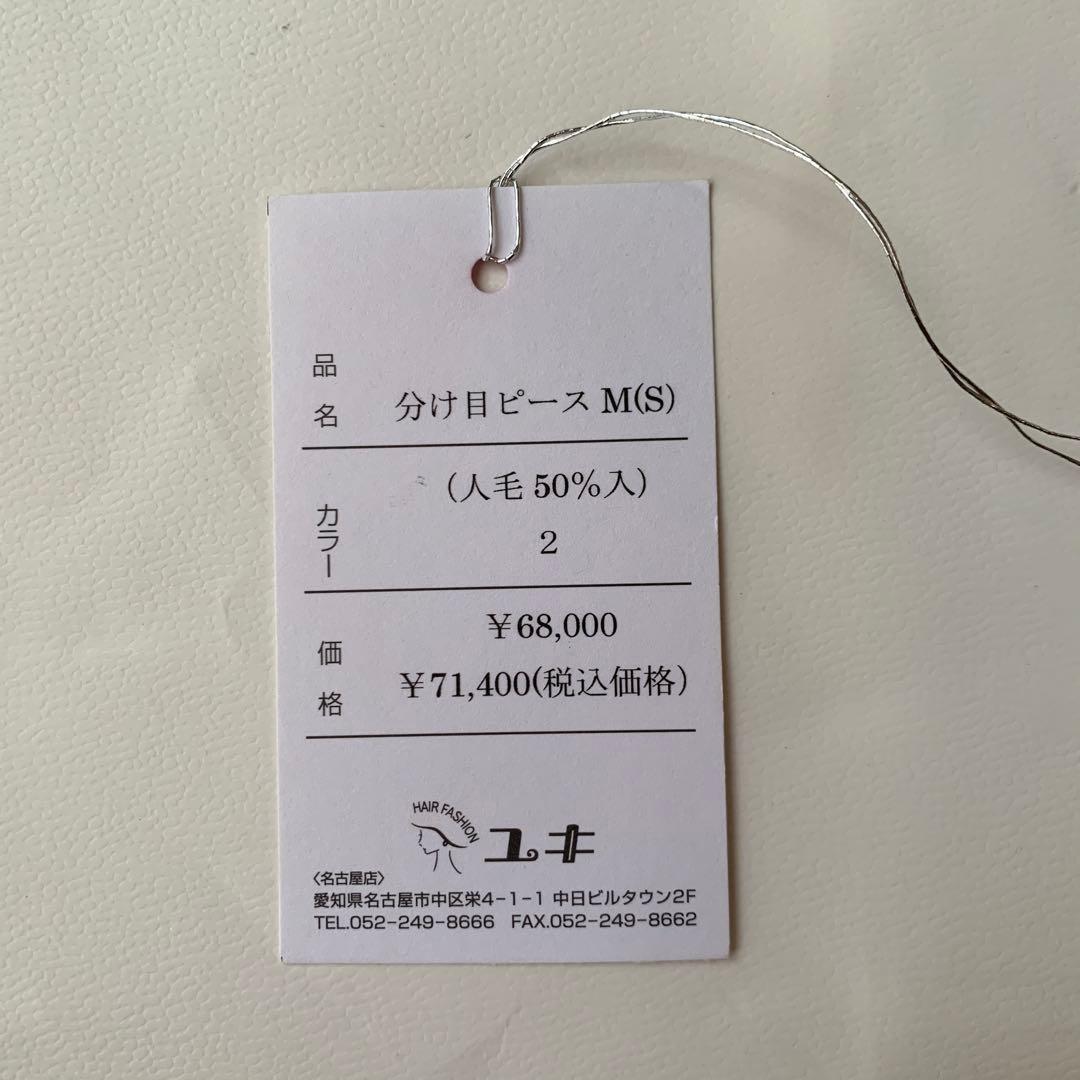 品名
分け目ピース M(S)
カラー
(人毛 50%入)
2
価格
¥68,000
¥71,400(税込価格)
HAIR FASHION
ユキ
〈名古屋店〉
愛知県名古屋市中区栄4-1-1 中日ビルタウン2F
TEL.052-249-8666 FAX.052-249-8662